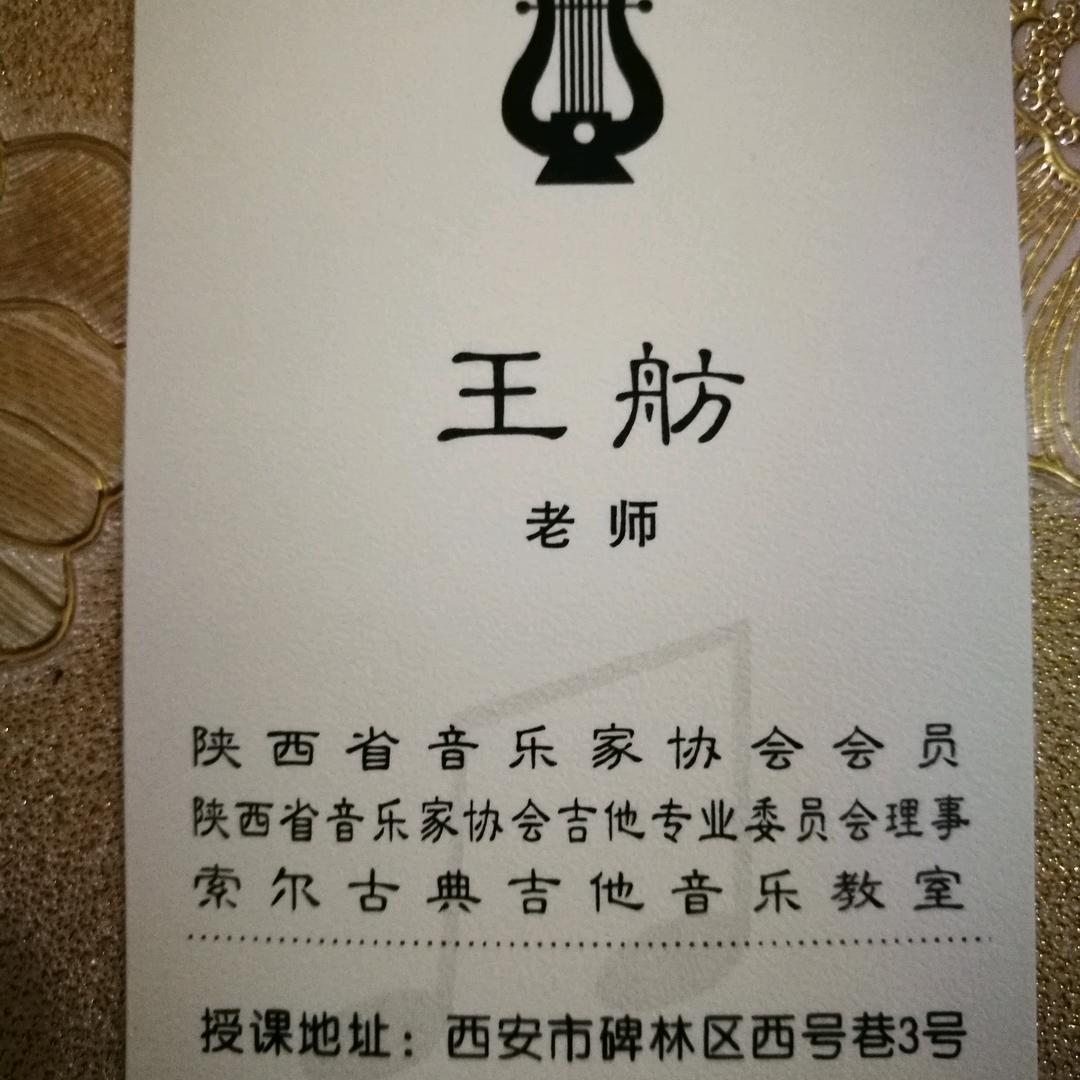 王舫
老师
陕西省音乐家协会会员
陕西省音乐家协会吉他专业委员会理事
索尔古典吉他音乐教室
授课地址：西安市碑林区西号巷3号